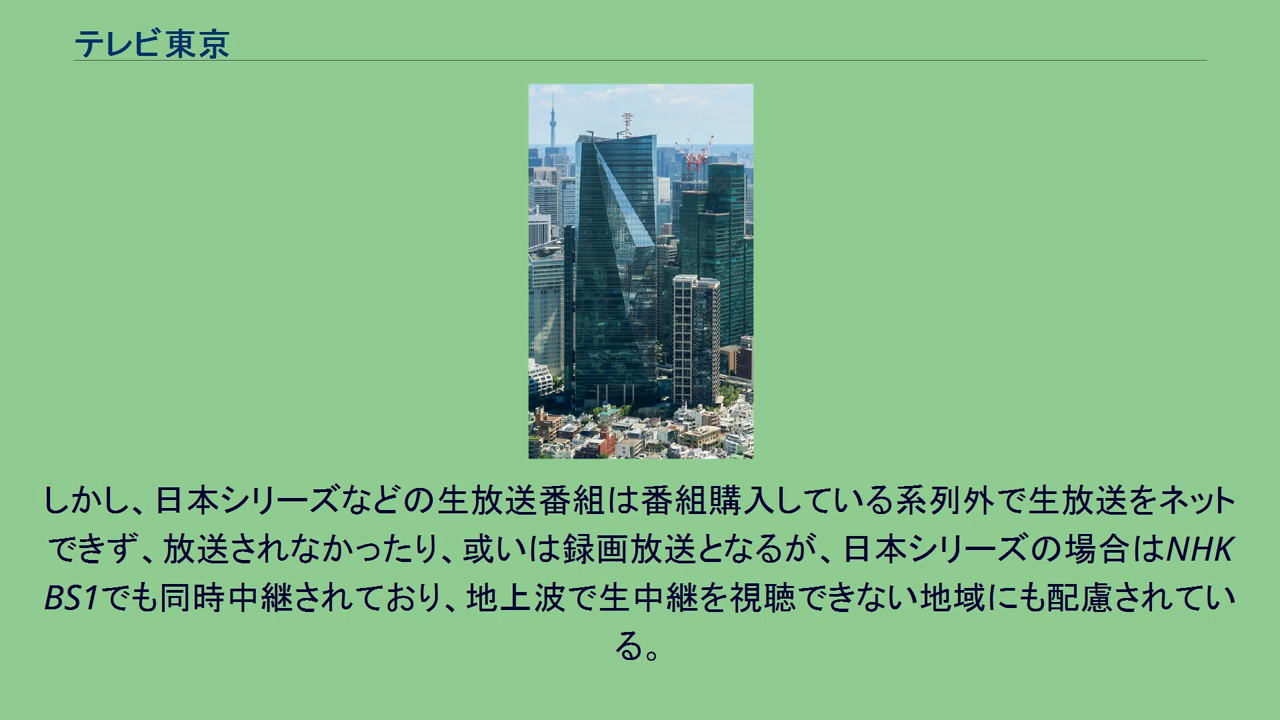 テレビ東京
しかし、日本シリーズなどの生放送番組は番組購入している系列外で生放送をネット
できず、放送されなかったり、或いは録画放送となるが、日本シリーズの場合はNHK
BS1でも同時中継されており、地上波で生中継を視聴できない地域にも配慮されてい
る。